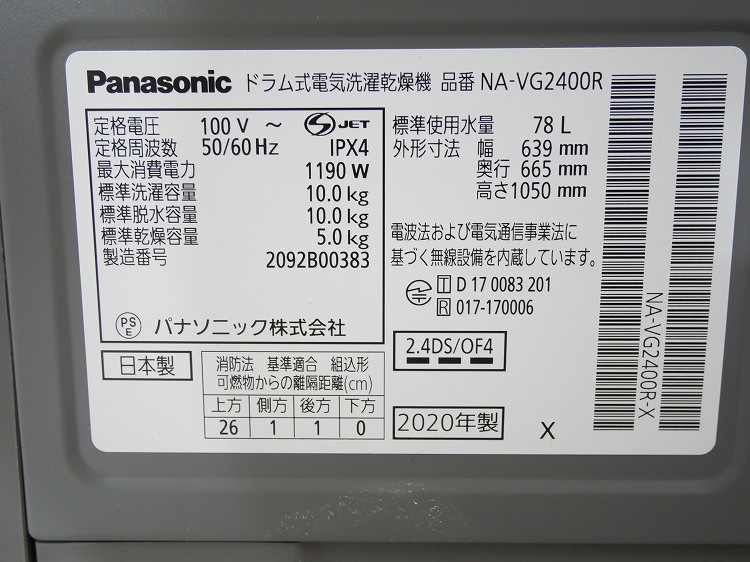 Panasonic ドラム式電気洗濯乾燥機 品番 NA-VG2400R
定格電圧 100 V ～ S JET
定格周波数 50/60 Hz IPX4
最大消費電力 1190 W
標準洗濯容量 10.0 kg
標準脱水容量 10.0 kg
標準乾燥容量 5.0 kg
製造番号 2092B00383
PS E パナソニック株式会社
標準使用水量 78 L
外形寸法 幅 639 mm
奥行 665 mm
高さ 1050 mm
電波法および電気通信事業法に
基づく無線設備を内蔵しています。
T D 17 0083 201
R 017-170006
2.4DS/OF4
日本製
消防法 基準適合 組込形
可燃物からの離隔距離(cm)
上方 側方 後方 下方
26 1 1 0
2020年製
X
NA-VG2400R-X